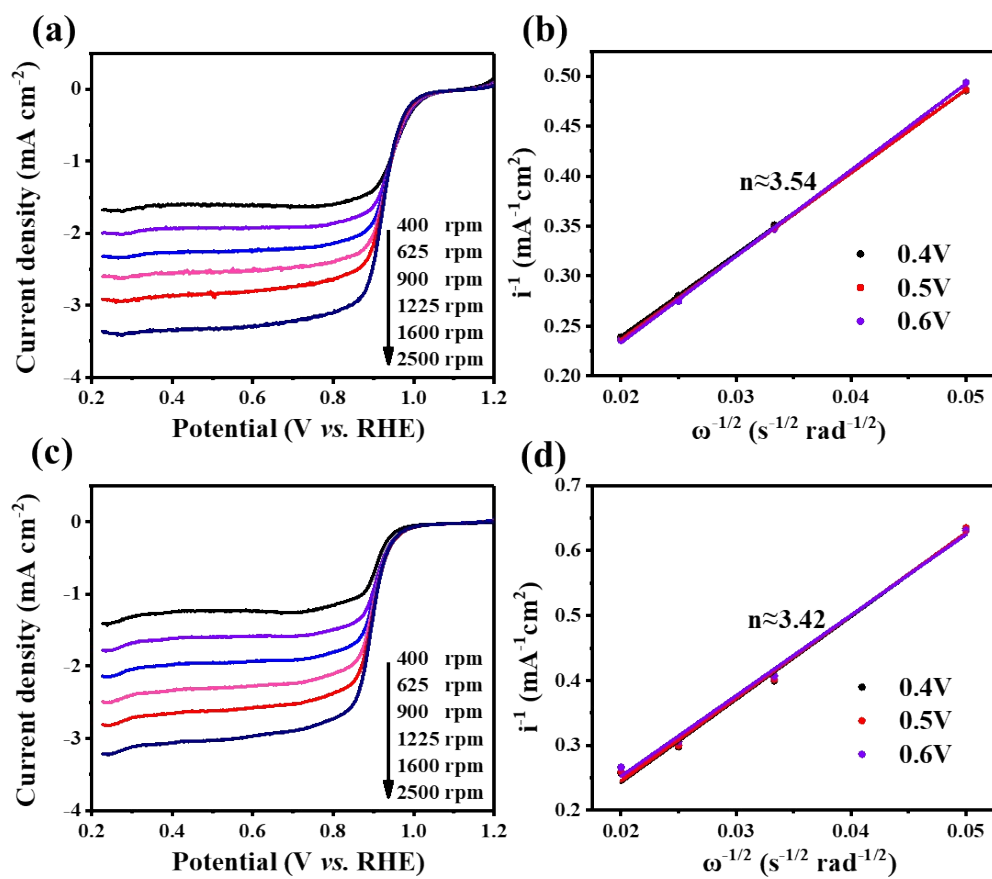 (a)
Current density (mA cm⁻²)
0
-1
-2
-3
-4
0.2 0.4 0.6 0.8 1.0 1.2
Potential (V vs. RHE)
400 rpm
625 rpm
900 rpm
1225 rpm
1600 rpm
2500 rpm
(b)
i⁻¹ (mA⁻¹cm²)
0.50
0.45
0.40
0.35
0.30
0.25
0.20
0.02 0.03 0.04 0.05
ω⁻¹/² (s⁻¹/² rad⁻¹/²)
n≈3.54
0.4V
0.5V
0.6V
(c)
Current density (mA cm⁻²)
0
-1
-2
-3
-4
0.2 0.4 0.6 0.8 1.0 1.2
Potential (V vs. RHE)
400 rpm
625 rpm
900 rpm
1225 rpm
1600 rpm
2500 rpm
(d)
i⁻¹ (mA⁻¹cm²)
0.7
0.6
0.5
0.4
0.3
0.2
0.02 0.03 0.04 0.05
ω⁻¹/² (s⁻¹/² rad⁻¹/²)
n≈3.42
0.4V
0.5V
0.6V